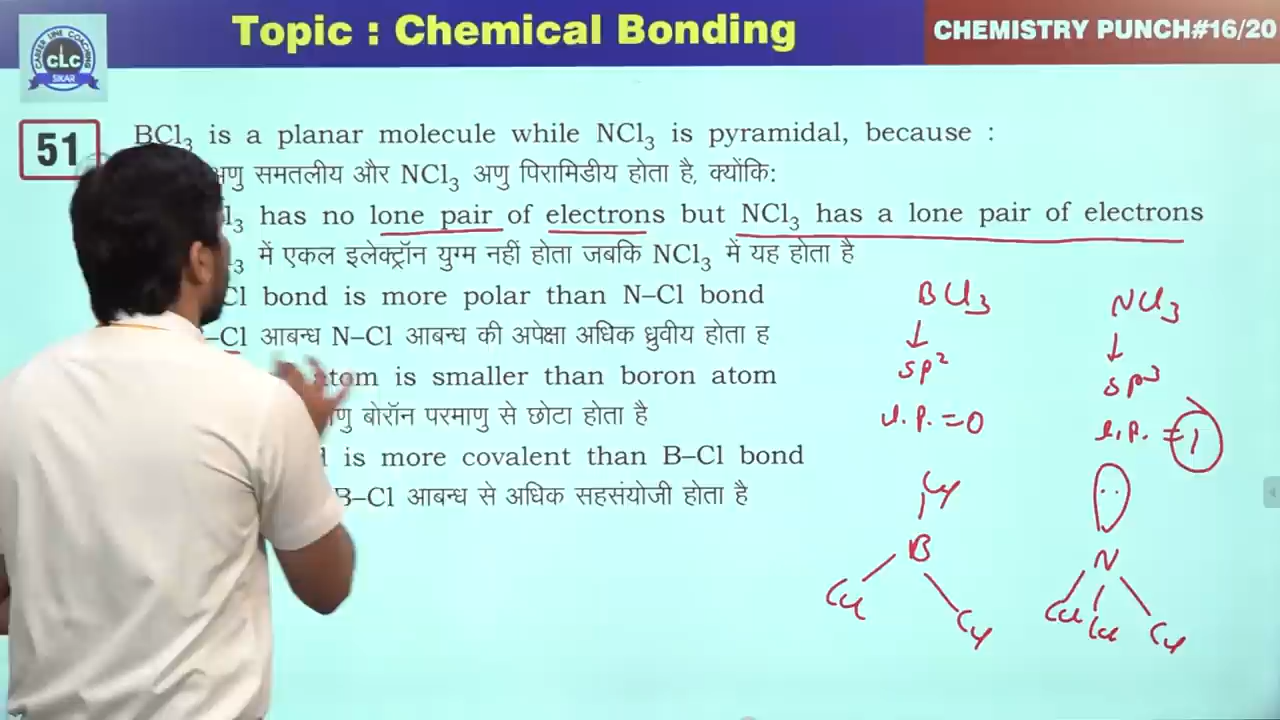 Topic : Chemical Bonding
CHEMISTRY PUNCH#16/20
CAREER LINE COACHING
CLC
SIKAR
51
BCl₃ is a planar molecule while NCl₃ is pyramidal, because :
समतलीय और NCl₃ अणु पिरामिडीय होता है, क्योंकि:
has no lone pair of electrons but NCl₃ has a lone pair of electrons
में एकल इलेक्ट्रॉन युग्म नहीं होता जबकि NCl₃ में यह होता है
Cl bond is more polar than N–Cl bond
–Cl आबन्ध N–Cl आबन्ध की अपेक्षा अधिक ध्रुवीय होता ह
atom is smaller than boron atom
बोरॉन परमाणु से छोटा होता है
is more covalent than B–Cl bond
B–Cl आबन्ध से अधिक सहसंयोजी होता है
BCl₃
↓
sp²
l.p. = 0
Cl
B
Cl
Cl
NCl₃
↓
sp³
l.p. = 1
N
Cl
Cl
Cl